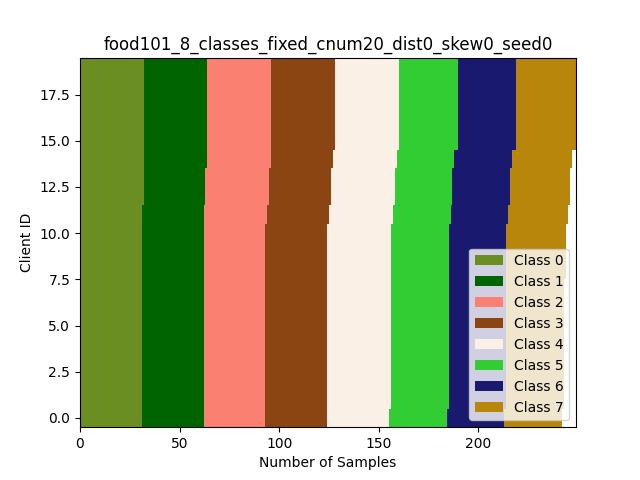 food101_8_classes_fixed_cnum20_dist0_skew0_seed0
17.5
15.0
12.5
10.0
7.5
5.0
2.5
0.0
Client ID
Class 0
Class 1
Class 2
Class 3
Class 4
Class 5
Class 6
Class 7
0 50 100 150 200
Number of Samples